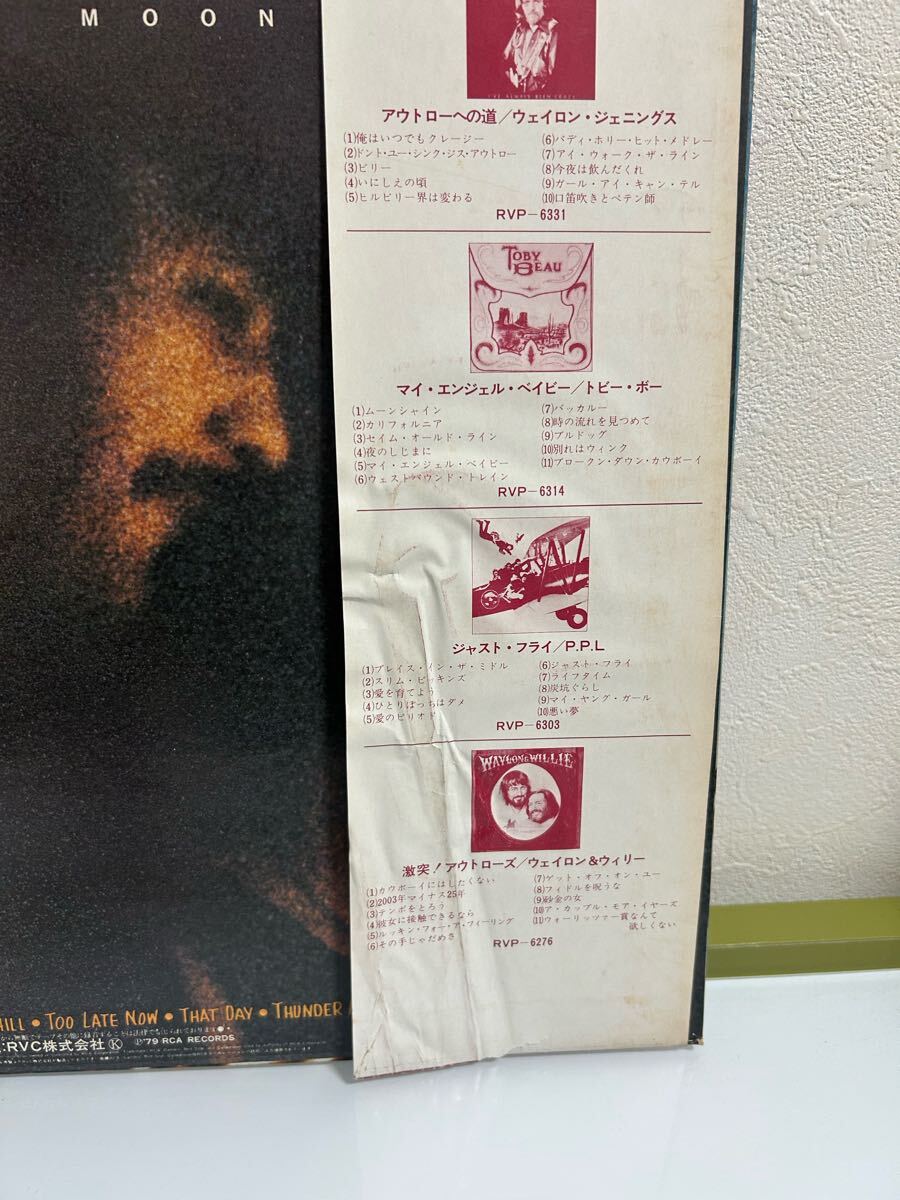 MOON
I'VE ALWAYS BEEN CRAZY
アウトローへの道/ウェイロン・ジェニングス
(1)俺はいつでもクレージー
(2)ドント・ユー・シンク・ジス・アウトロー
(3)ビリー
(4)いにしえの頃
(5)ヒルビリー界は変わる
(6)バディ・ホリー・ヒット・メドレー
(7)アイ・ウォーク・ザ・ライン
(8)今夜は飲んだくれ
(9)ガール・アイ・キャン・テル
(10)口笛吹きとペテン師
RVP-6331
TOBY
BEAU
マイ・エンジェル・ベイビー/トビー・ボー
(1)ムーンシャイン
(2)カリフォルニア
(3)セイム・オールド・ライン
(4)夜のしじまに
(5)マイ・エンジェル・ベイビー
(6)ウェストバウンド・トレイン
(7)バッカルー
(8)時の流れを見つめて
(9)ブルドッグ
(10)別れはウィンク
(11)ブロークン・ダウン・カウボーイ
RVP-6314
ジャスト・フライ/P.P.L
(1)プレイス・イン・ザ・ミドル
(2)スリム・ピッキンズ
(3)愛を育てよう
(4)ひとりぼっちはダメ
(5)愛のピリオド
(6)ジャスト・フライ
(7)ライフタイム
(8)炭坑ぐらし
(9)マイ・ヤング・ガール
(10)悪い夢
RVP-6303
WAYLON & WILLIE
激突!アウトローズ/ウェイロン&ウィリー
(1)カウボーイにはしたくない
(2)2003年マイナス25年
(3)テンポをとろう
(4)彼女に接触できるなら
(5)ルッキン・フォー・ア・フィーリング
(6)その手じゃだめさ
(7)ゲット・オフ・オン・ユー
(8)フィドルを呪うな
(9)砂金の女
(10)ア・カップル・モア・イヤーズ
(11)ウォーリッツァー賞なんて
欲しくない
RVP-6276
HILL • TOO LATE NOW • THAT DAY • THUNDER
:RVC株式会社 Ⓚ ℗'79 RCA RECORDS